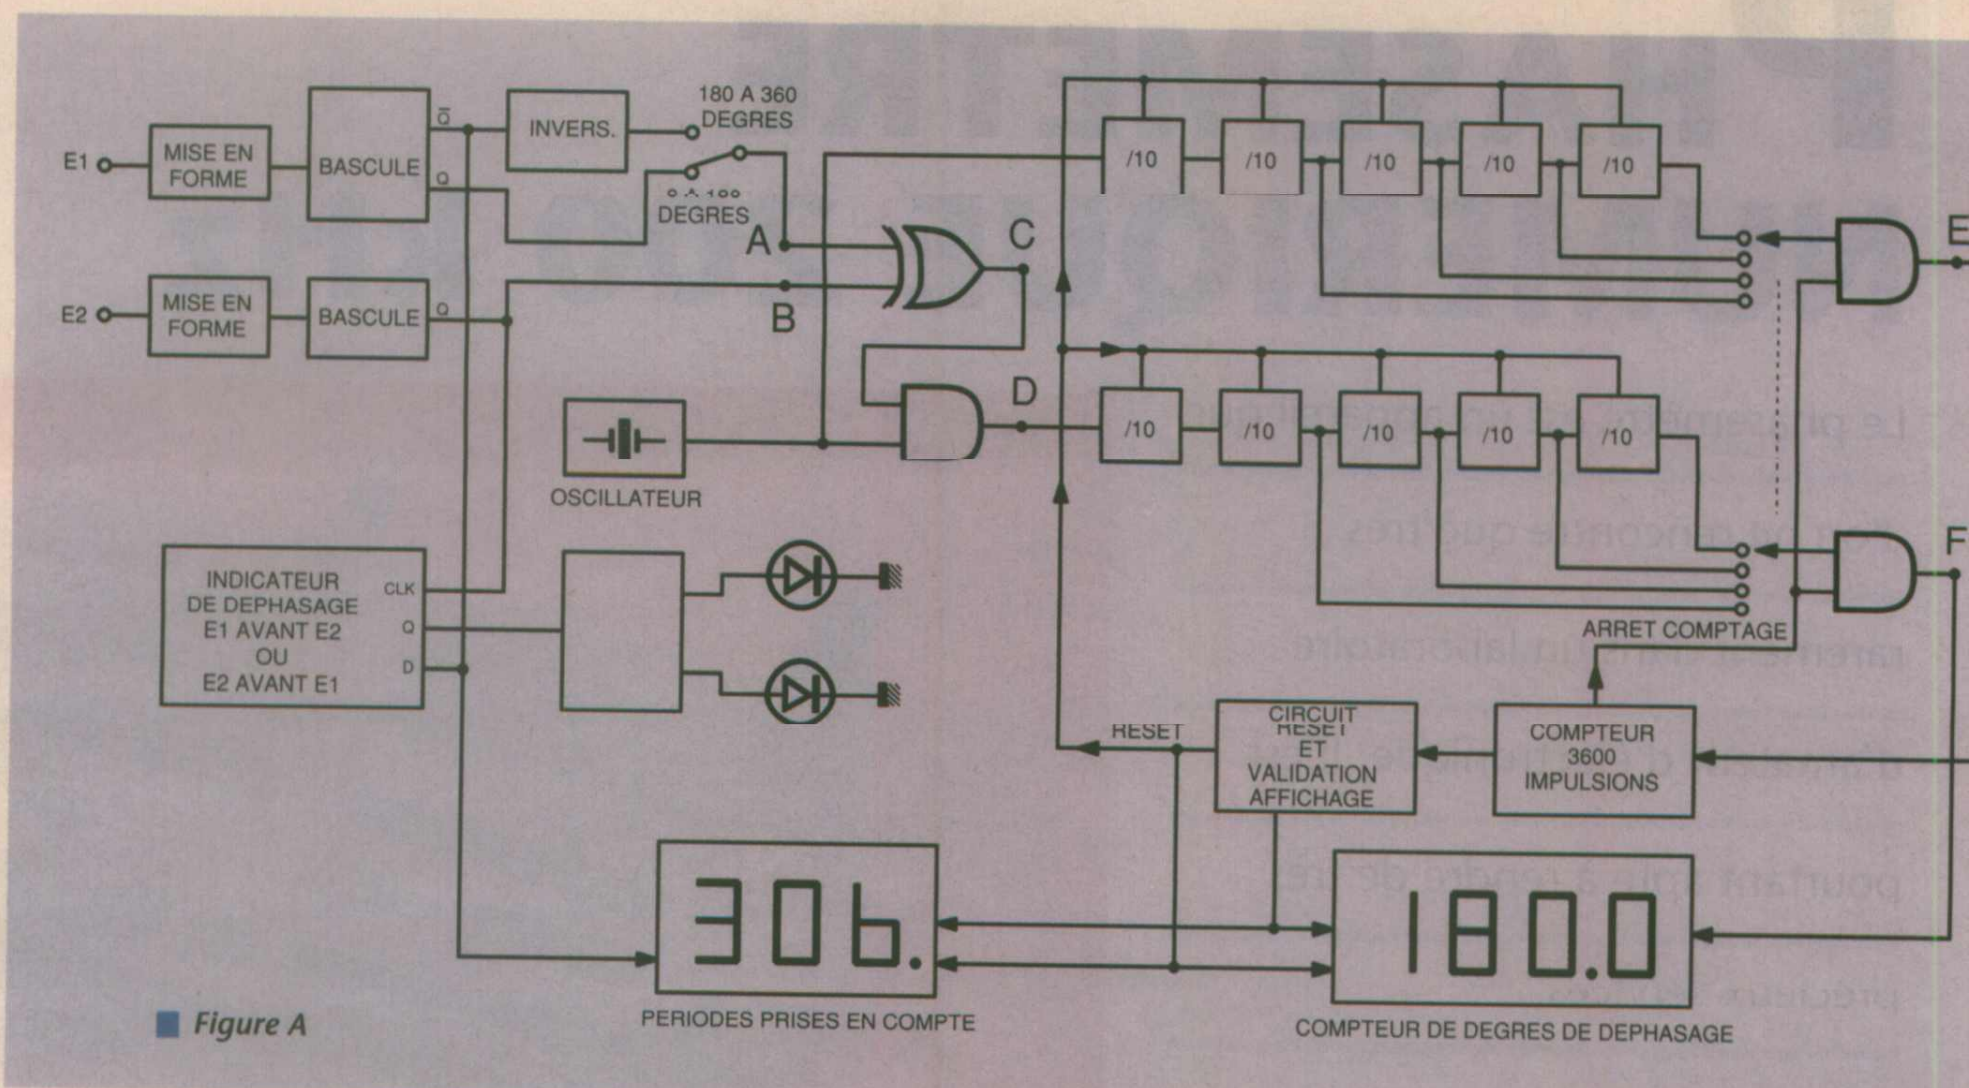 180 A 360
DEGRES
E1
MISE EN
FORME
BASCULE
Q̅
Q
INVERS.
DEGRES
A
B
C
/10
/10
/10
/10
/10
E
E2
MISE EN
FORME
BASCULE
Q
D
/10
/10
/10
/10
/10
F
OSCILLATEUR
INDICATEUR
DE DEPHASAGE
E1 AVANT E2
OU
E2 AVANT E1
CLK
Q
D
ARRET COMPTAGE
RESET
CIRCUIT
RESET
ET
VALIDATION
AFFICHAGE
COMPTEUR
3600
IMPULSIONS
306.
180.0
PERIODES PRISES EN COMPTE
COMPTEUR DE DEGRES DE DEPHASAGE
Figure A